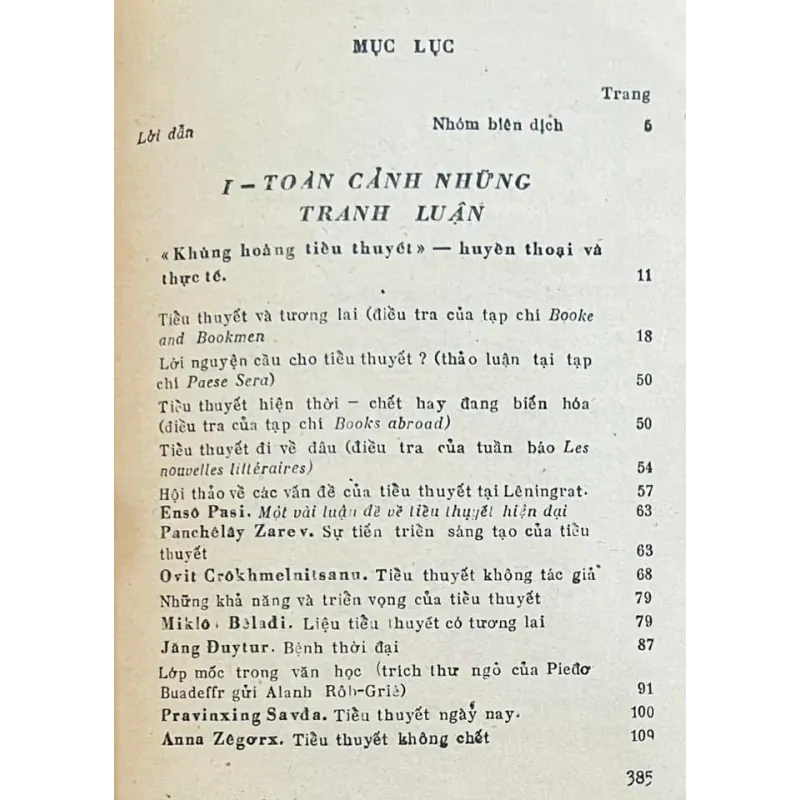 MỤC LỤC
Trang
Lời dẫn Nhóm biên dịch 5
I – TOÀN CẢNH NHỮNG
TRANH LUẬN
«Khủng hoảng tiểu thuyết» — huyền thoại và
thực tế. 11
Tiểu thuyết và tương lai (điều tra của tạp chí Booke
and Bookmen 18
Lời nguyện cầu cho tiểu thuyết ? (thảo luận tại tạp
chí Paese Sera) 50
Tiểu thuyết hiện thời – chết hay đang biến hóa
(điều tra của tạp chí Books abroad) 50
Tiểu thuyết đi về đâu (điều tra của tuần báo Les
nouvelles littéraires) 54
Hội thảo về các vấn đề của tiểu thuyết tại Lêningrat. 57
Ensô Pasi. Một vài luận đề về tiểu thuyết hiện đại 63
Panchêlây Zarev. Sự tiến triển sáng tạo của tiểu
thuyết 63
Ovit Crôkhmelnitsanu. Tiểu thuyết không tác giả 68
Những khả năng và triển vọng của tiểu thuyết 79
Miklô Bêlađi. Liệu tiểu thuyết có tương lai 79
Jăng Đuytur. Bệnh thời đại 87
Lớp mốc trong văn học (trích thư ngỏ của Pieđơ
Buadeffr gửi Alanh Rôb-Griê) 91
Pravinxing Savđa. Tiểu thuyết ngày nay. 100
Anna Zêgơrx. Tiểu thuyết không chết 109
385